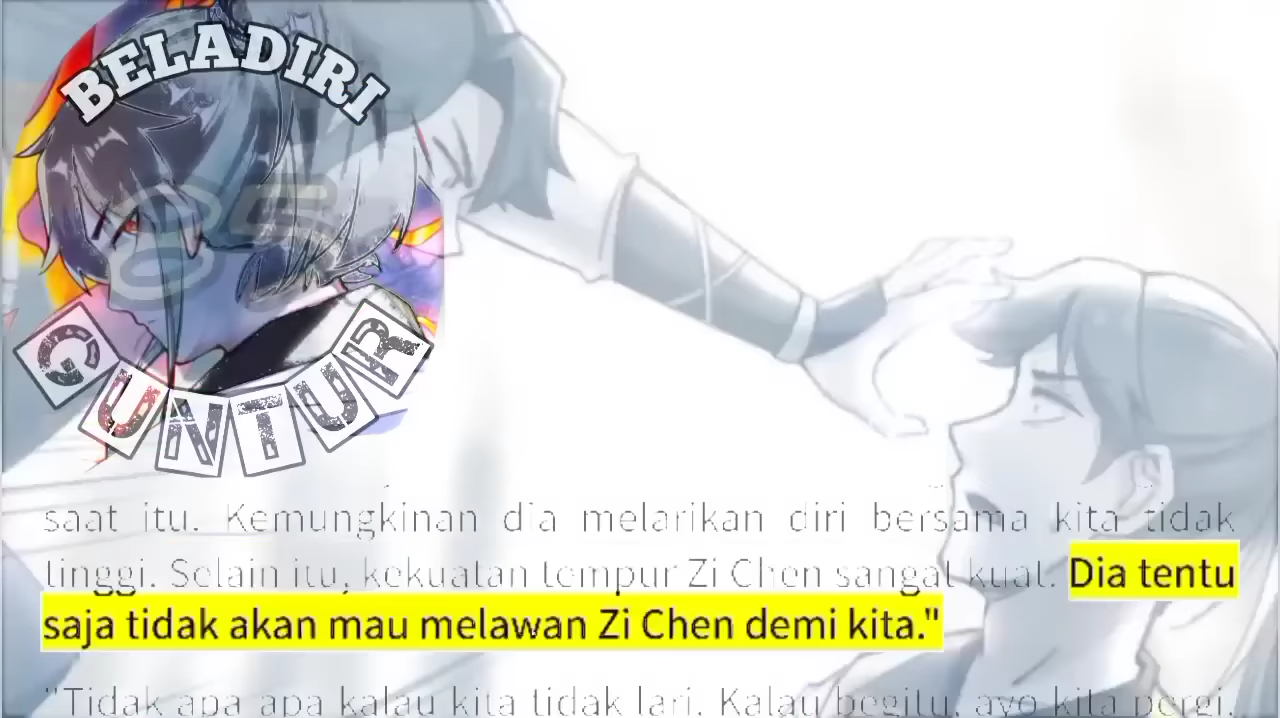 BELADIRI
85
GUNTUR
saat itu. Kemungkinan dia melarikan diri bersama kita tidak
tinggi. Selain itu, kekuatan tempur Zi Chen sangat kuat. Dia tentu
saja tidak akan mau melawan Zi Chen demi kita."
"Tidak apa apa kalau kita tidak lari. Kalau begitu, ayo kita pergi.